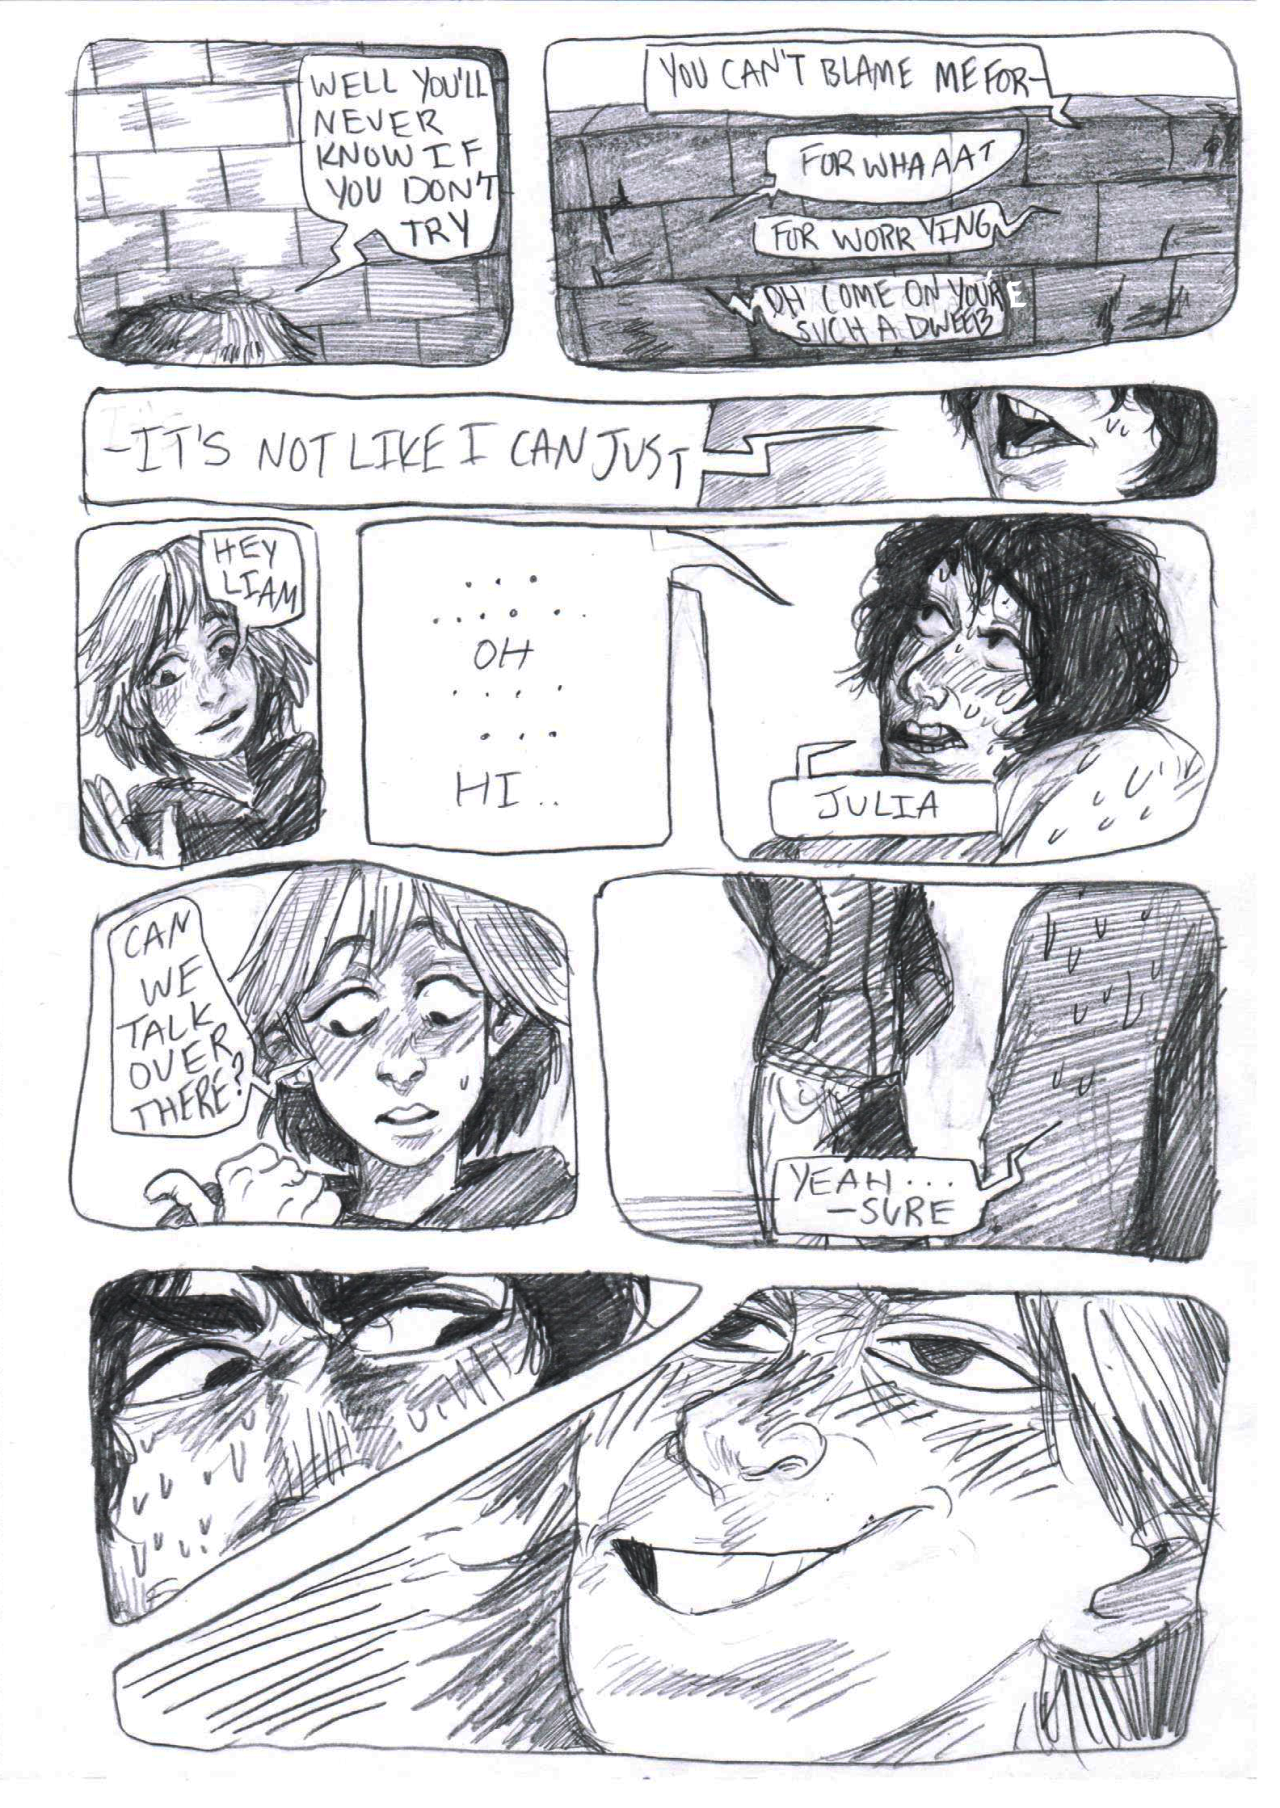 WELL YOU'LL
NEVER
KNOW IF
YOU DON'T
TRY
YOU CAN'T BLAME ME FOR-
FOR WHAAAT
FOR WORRYING
OH COME ON YOUR E
SUCH A DWEEB
-IT'S NOT LIKE I CAN JUST
HEY
LIAM
...
......
OH
....
....
HI..
JULIA
CAN
WE
TALK
OVER
THERE?
YEAH...
-SURE